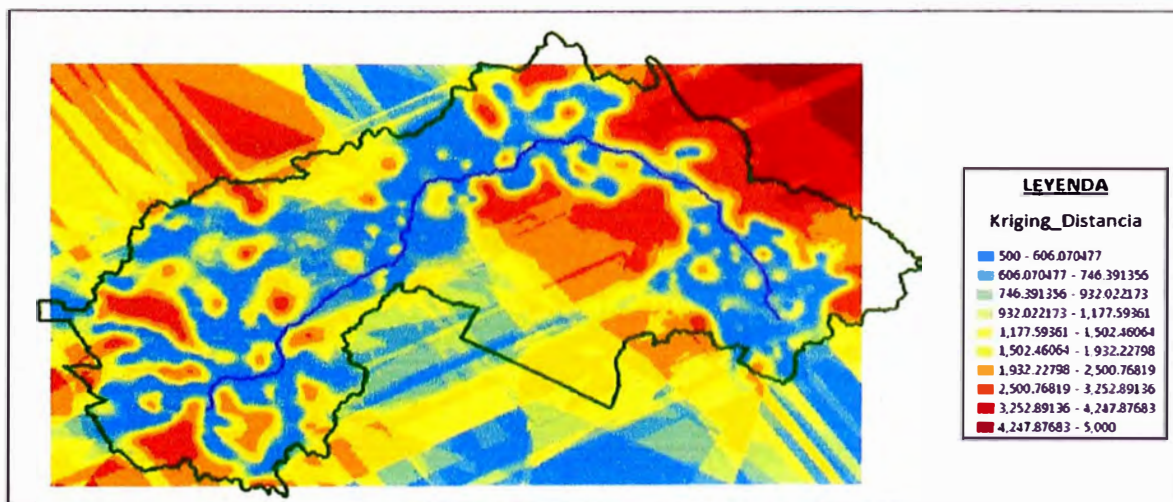 LEYENDA
Kriging_Distancia
500 - 606.070477
606.070477 - 746.391356
746.391356 - 932.022173
932.022173 - 1,177.59361
1,177.59361 - 1,502.46064
1,502.46064 - 1,932.22798
1,932.22798 - 2,500.76819
2,500.76819 - 3,252.89136
3,252.89136 - 4,247.87683
4,247.87683 - 5,000